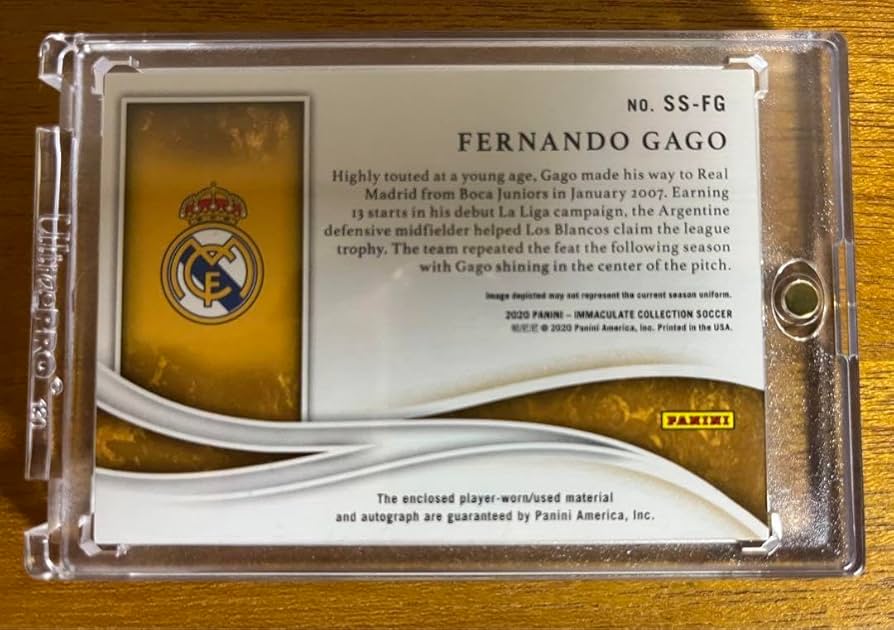 NO. SS-FG
FERNANDO GAGO
Highly touted at a young age, Gago made his way to Real
Madrid from Boca Juniors in January 2007. Earning
13 starts in his debut La Liga campaign, the Argentine
defensive midfielder helped Los Blancos claim the league
trophy. The team repeated the feat the following season
with Gago shining in the center of the pitch.
Image depicted may not represent the current season uniform.
2020 PANINI – IMMACULATE COLLECTION SOCCER
© 2020 Panini America, Inc. Printed in the USA.
PANINI
The enclosed player-worn/used material
and autograph are guaranteed by Panini America, Inc.
Ultra PRO